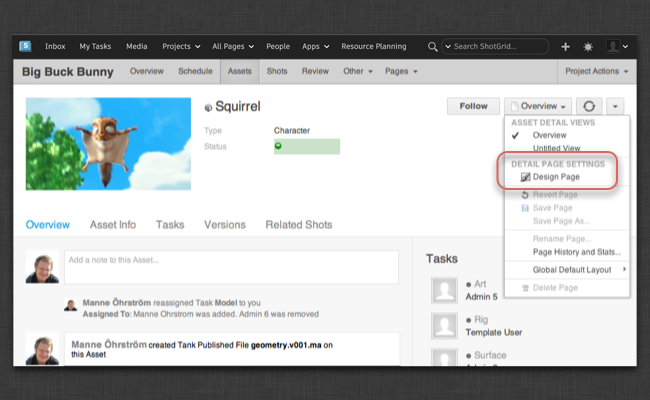 S Inbox My Tasks Media Projects All Pages People Apps Resource Planning Search ShotGrid...
Big Buck Bunny Overview Schedule Assets Shots Review Other Pages Project Actions
Squirrel
Follow
Overview
Type Character
Status
ASSET DETAIL VIEWS
✓ Overview
Untitled View
DETAIL PAGE SETTINGS
Design Page
Revert Page
Save Page
Save Page As...
Rename Page...
Page History and Stats...
Global Default Layout
Delete Page
Overview Asset Info Tasks Versions Related Shots
Add a note to this Asset...
Manne Öhrström reassigned Task Model to you
Assigned To: Manne Ohrstrom was added. Admin 6 was removed
Manne Öhrström created Tank Published File geometry.v001.ma on
this Asset
Tasks
Art
Admin 5
Rig
Template User
Surface
Admin 6